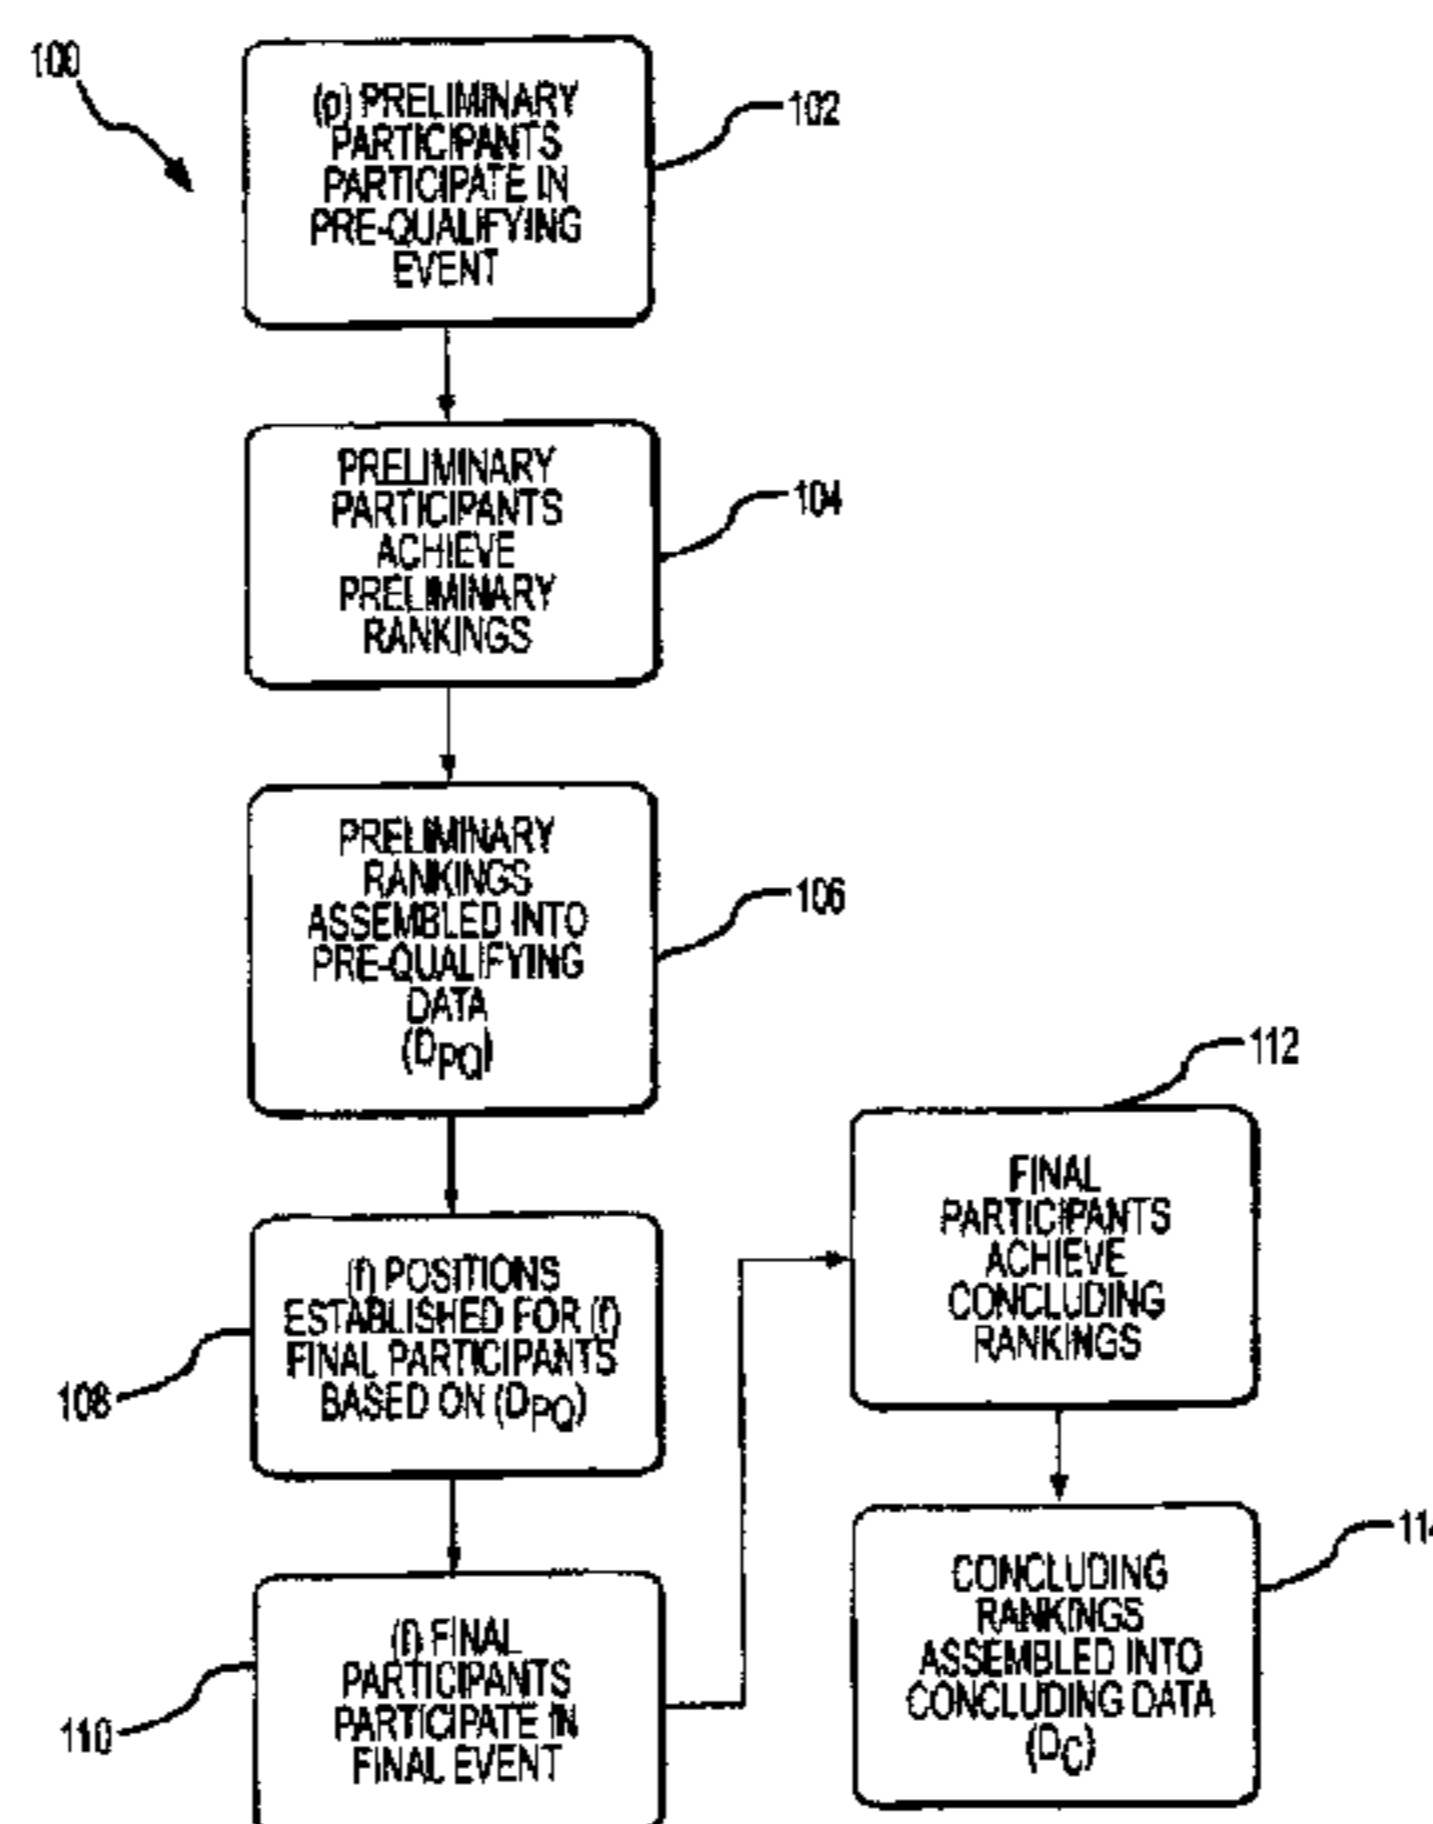 100
(p) PRELIMINARY
PARTICIPANTS
PARTICIPATE IN
PRE-QUALIFYING
EVENT
102
PRELIMINARY
PARTICIPANTS
ACHIEVE
PRELIMINARY
RANKINGS
104
PRELIMINARY
RANKINGS
ASSEMBLED INTO
PRE-QUALIFYING
DATA
(DPQ)
106
(f) POSITIONS
ESTABLISHED FOR (f)
FINAL PARTICIPANTS
BASED ON (DPQ)
108
(f) FINAL
PARTICIPANTS
PARTICIPATE IN
FINAL EVENT
110
112
FINAL
PARTICIPANTS
ACHIEVE
CONCLUDING
RANKINGS
CONCLUDING
RANKINGS
ASSEMBLED INTO
CONCLUDING DATA
(DC)
114